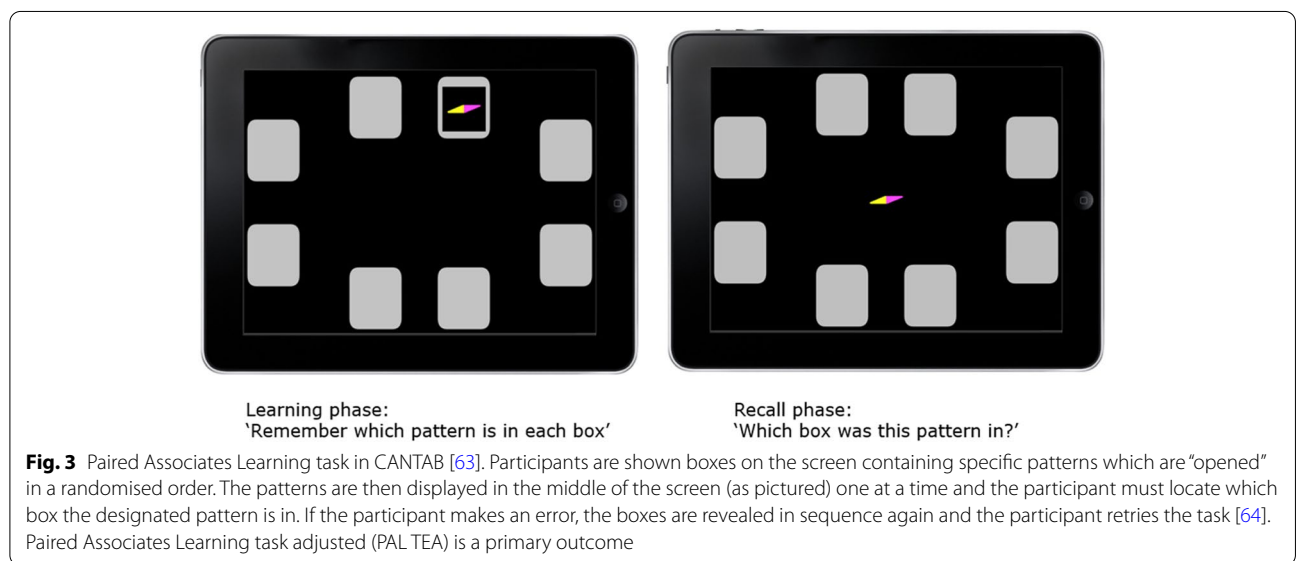 Learning phase:
‘Remember which pattern is in each box’
Recall phase:
‘Which box was this pattern in?’
Fig. 3 Paired Associates Learning task in CANTAB [63]. Participants are shown boxes on the screen containing specific patterns which are “opened”
in a randomised order. The patterns are then displayed in the middle of the screen (as pictured) one at a time and the participant must locate which
box the designated pattern is in. If the participant makes an error, the boxes are revealed in sequence again and the participant retries the task [64].
Paired Associates Learning task adjusted (PAL TEA) is a primary outcome